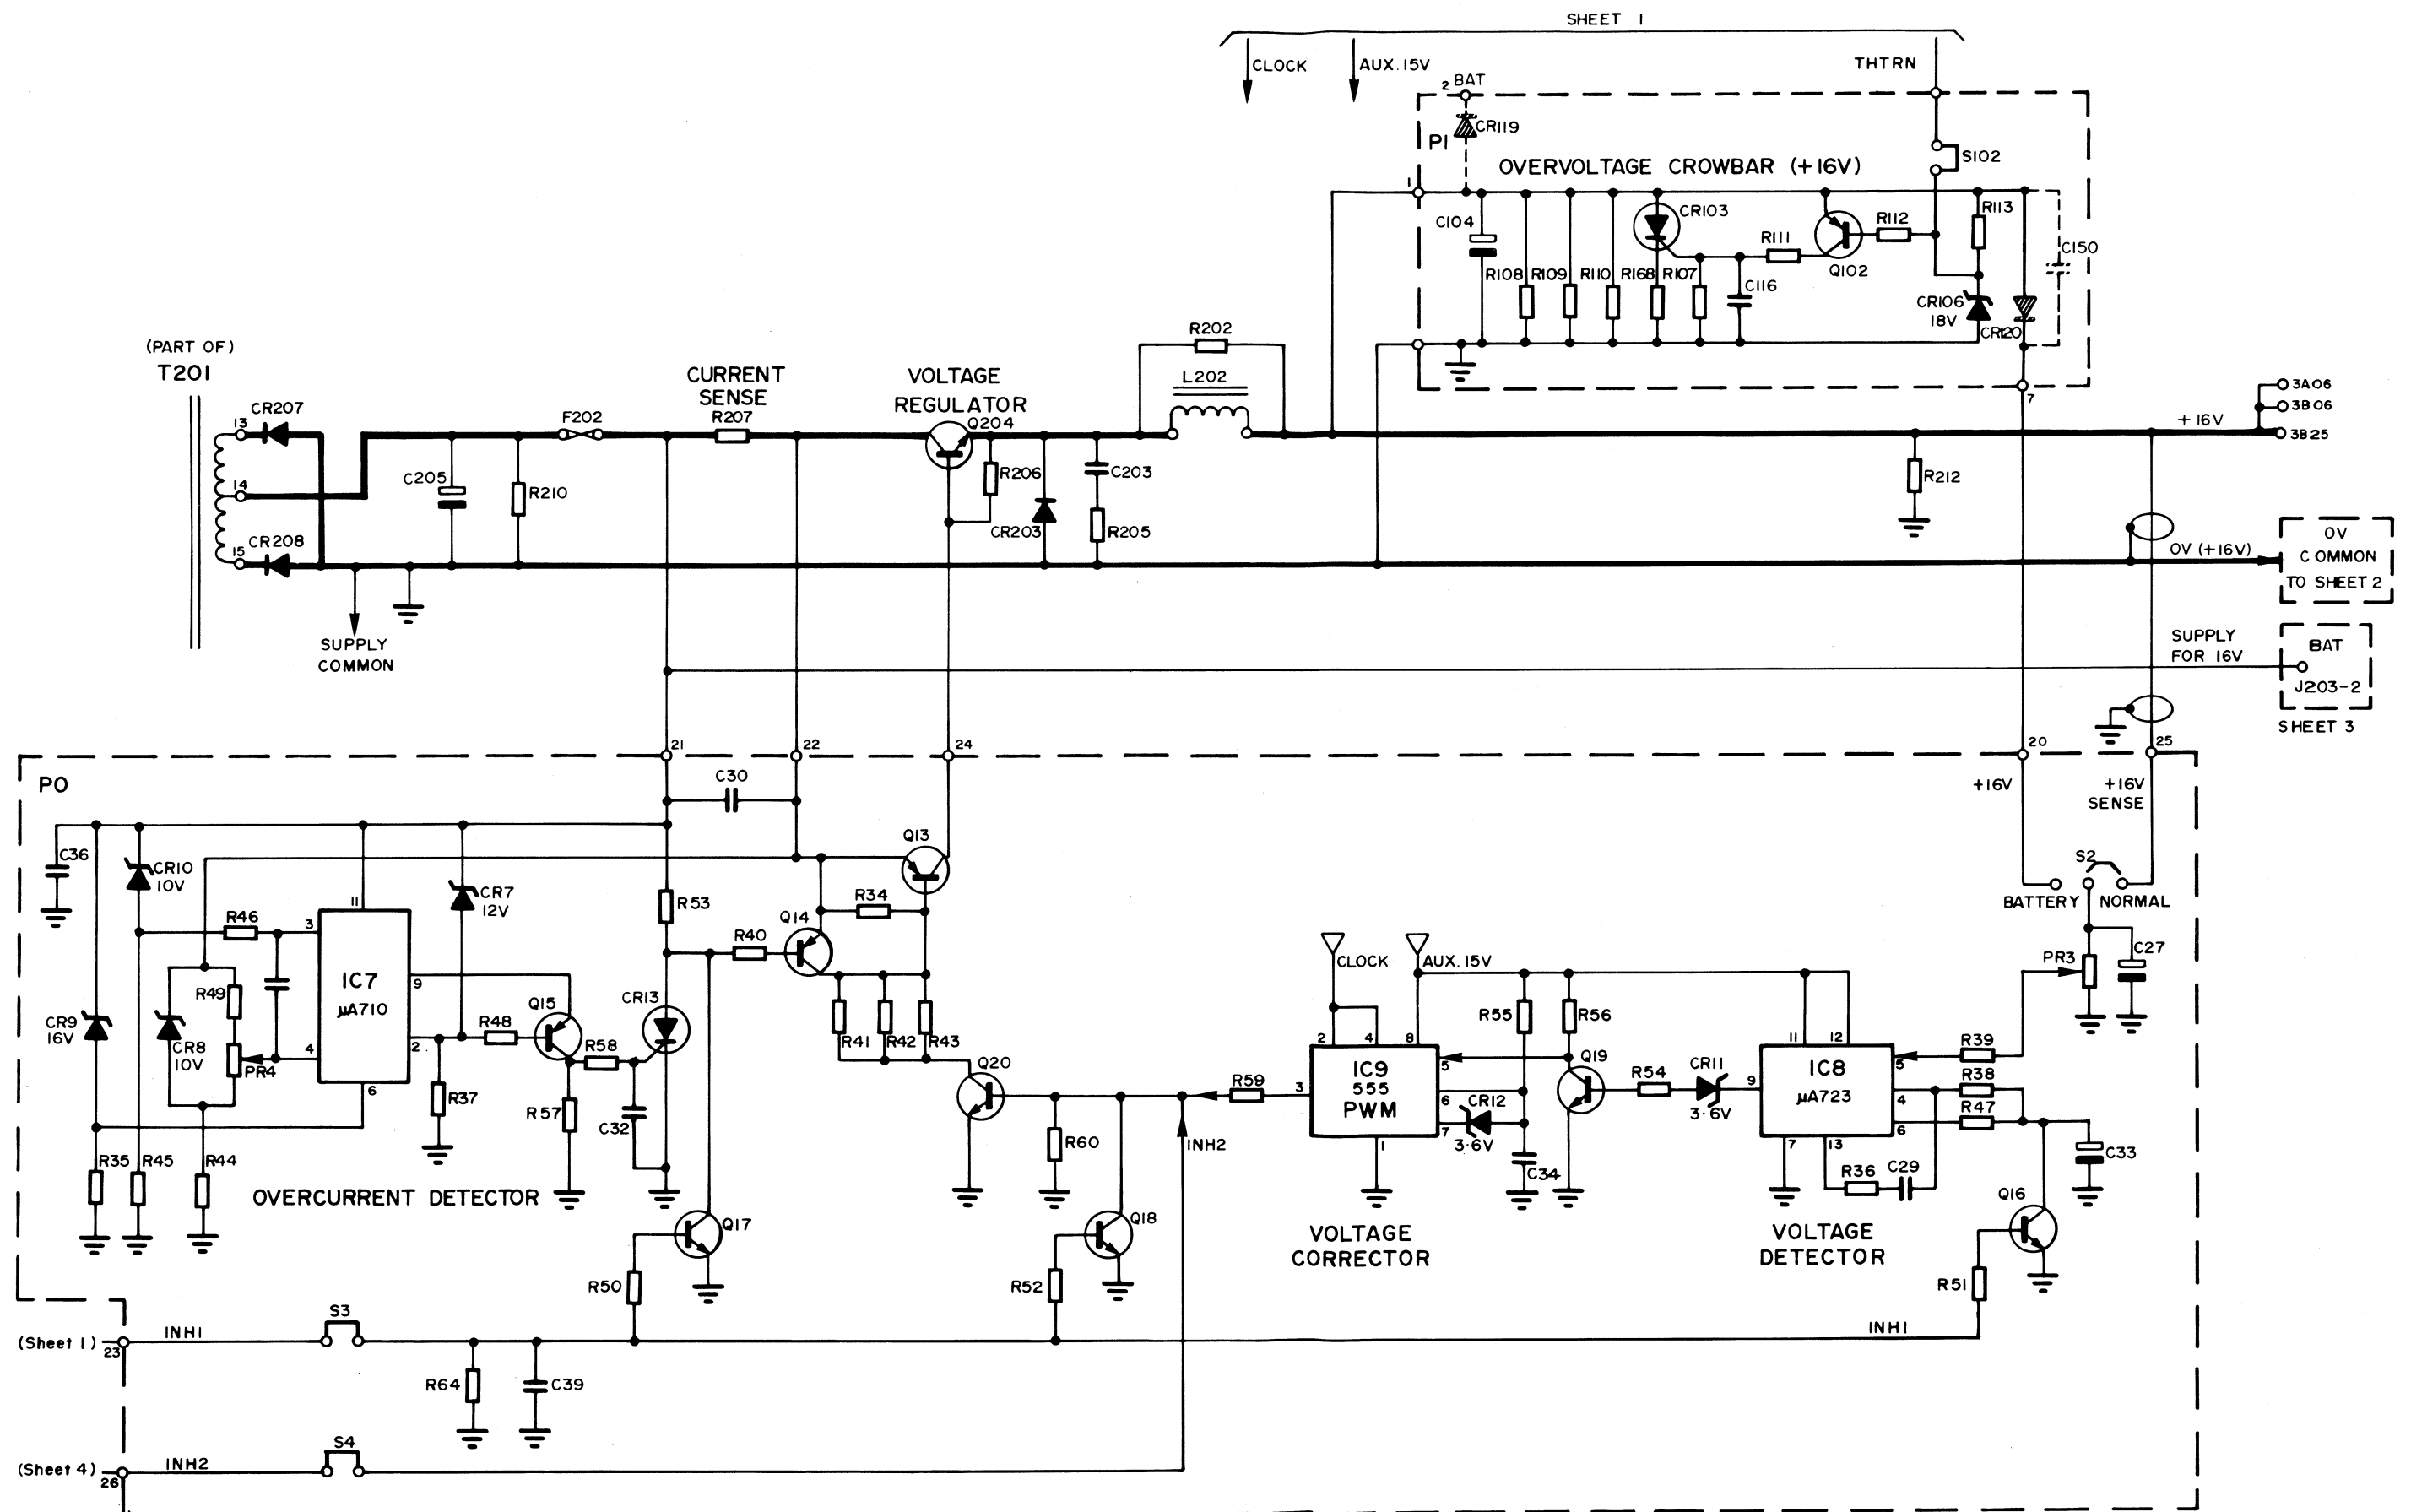 SHEET 1
CLOCK
AUX. 15V
THTRN
2 BAT
CR119
P1
S102
OVERVOLTAGE CROWBAR (+16V)
1
C104
CR103
R113
R112
R111
Q102
C150
R108
R109
R110
R168
R107
C116
CR106
18V
CR120
7
(PART OF)
T201
CR207
13
14
15
CR208
C205
R210
F202
CURRENT
SENSE
R207
VOLTAGE
REGULATOR
Q204
R206
CR203
C203
R205
R202
L202
R212
+16V
3A06
3B06
3B25
0V (+16V)
0V
COMMON
TO SHEET 2
SUPPLY
COMMON
SUPPLY
FOR 16V
BAT
J203-2
SHEET 3
21
22
24
20
25
P0
C30
+16V
+16V
SENSE
C36
CR10
10V
CR7
12V
R53
Q13
R34
Q14
R40
S2
BATTERY
NORMAL
R46
3
11
IC7
µA710
9
2
4
6
R49
CR9
16V
CR8
10V
PR4
R48
Q15
R58
CR13
R41
R42
R43
R37
R57
C32
R35
R45
R44
OVERCURRENT DETECTOR
Q17
Q20
R60
Q18
INH2
R59
CLOCK
AUX. 15V
2
4
8
IC9
555
PWM
3
5
6
7
1
R55
R56
CR12
3·6V
C34
Q19
R54
CR11
3·6V
9
11
12
IC8
µA723
5
4
6
7
13
R39
R38
R47
PR3
C27
R36
C29
C33
Q16
VOLTAGE
CORRECTOR
VOLTAGE
DETECTOR
R50
R52
R51
(Sheet 1)
23
INH1
S3
INH1
R64
C39
(Sheet 4)
26
INH2
S4